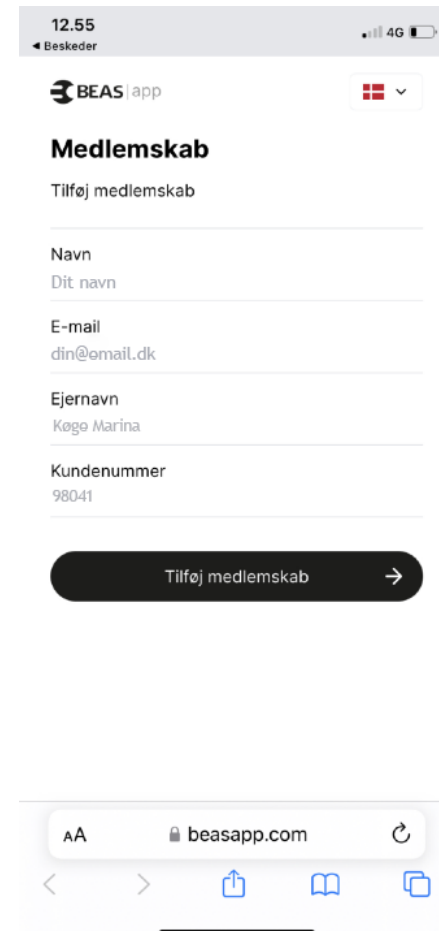 12.55
4G
◀ Beskeder
BEAS app
Medlemskab
Tilføj medlemskab
Navn
Dit navn
E-mail
din@email.dk
Ejernavn
Køge Marina
Kundenummer
98041
Tilføj medlemskab
AA beasapp.com